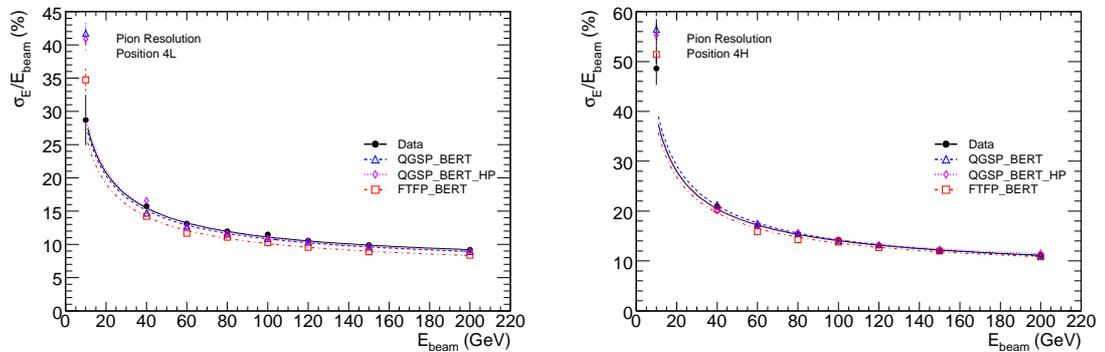 σE/Ebeam (%)
45
40
35
30
25
20
15
10
5
0
Pion Resolution
Position 4L
Data
QGSP_BERT
QGSP_BERT_HP
FTFP_BERT
0 20 40 60 80 100 120 140 160 180 200 220
Ebeam (GeV)
σE/Ebeam (%)
60
50
40
30
20
10
0
Pion Resolution
Position 4H
Data
QGSP_BERT
QGSP_BERT_HP
FTFP_BERT
0 20 40 60 80 100 120 140 160 180 200 220
Ebeam (GeV)